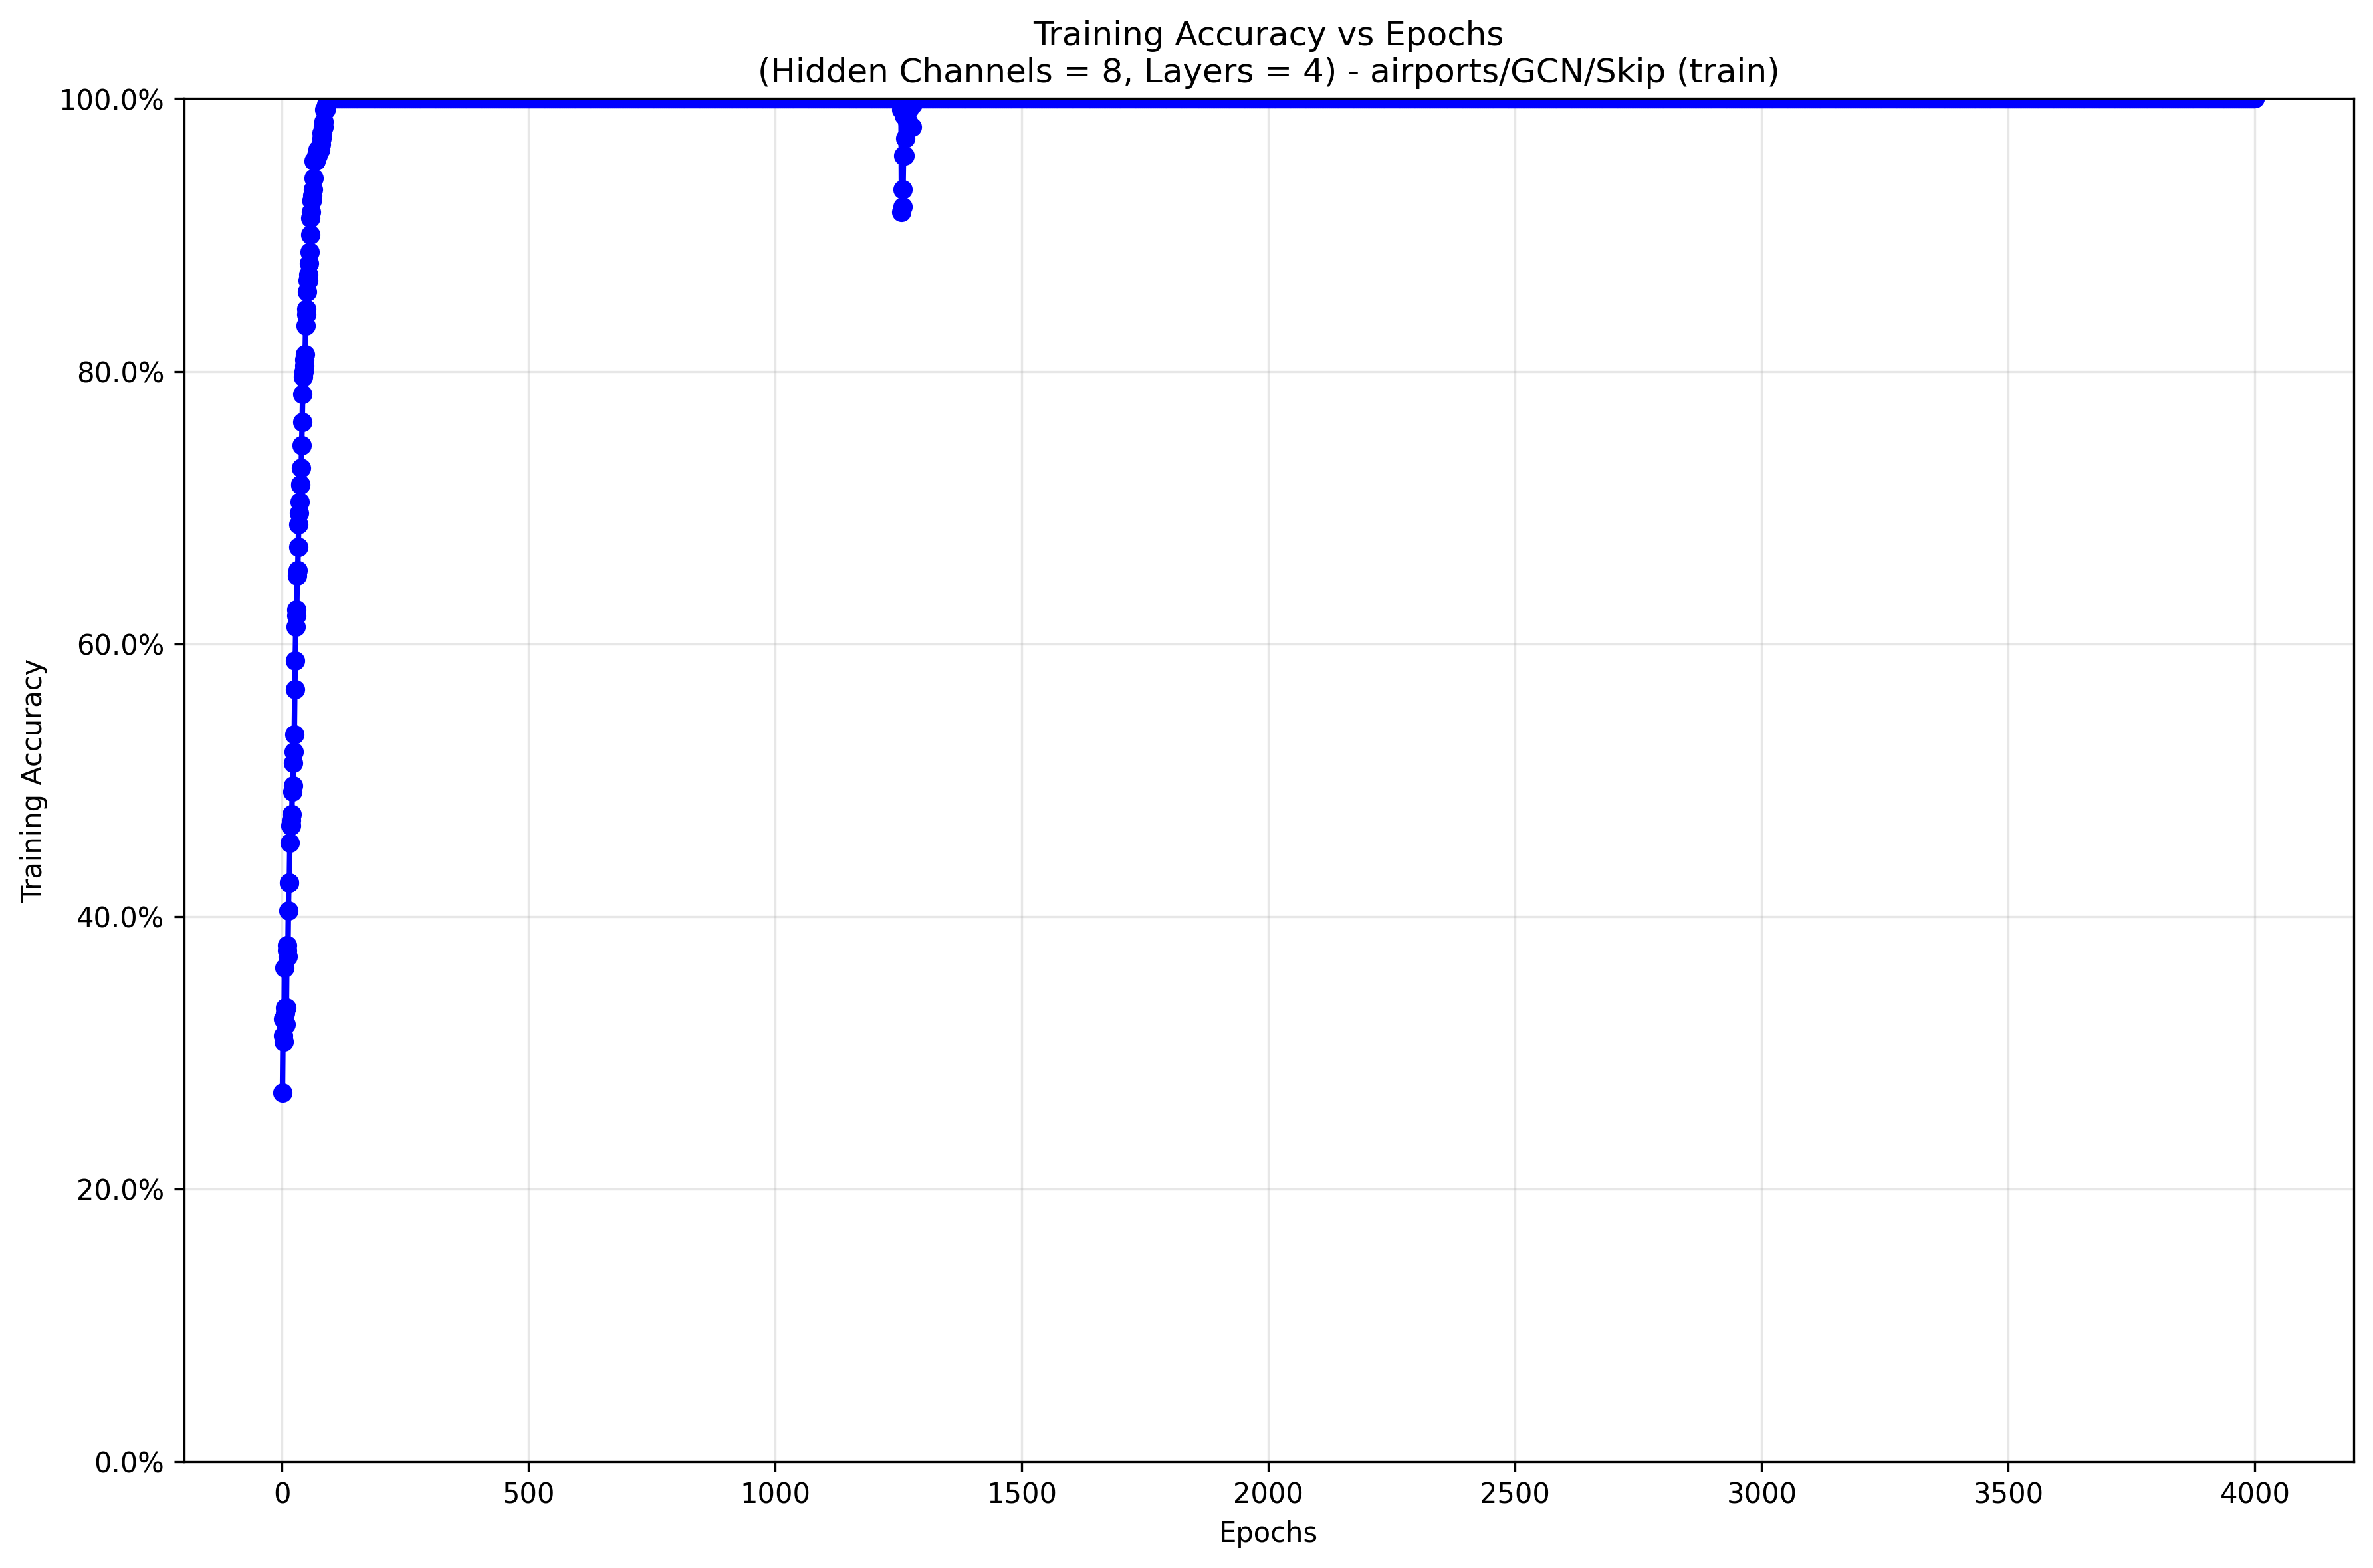 Training Accuracy vs Epochs
(Hidden Channels = 8, Layers = 4) - airports/GCN/Skip (train)
100.0%
80.0%
60.0%
40.0%
20.0%
0.0%
Training Accuracy
0 500 1000 1500 2000 2500 3000 3500 4000
Epochs